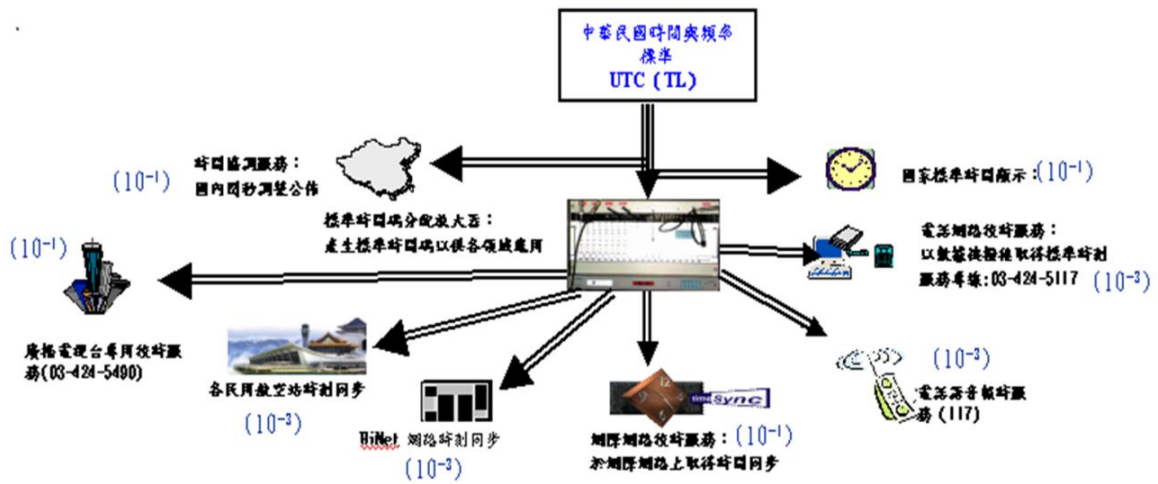 中華民國時間與頻率
標準
UTC (TL)
時間協調服務：
國內閏秒調整公佈
(10⁻¹)
國家標準時間顯示：(10⁻¹)
標準時間碼分配放大器：
產生標準時間碼以供各領域應用
電話網路校時服務：
以數據機撥接取得標準時刻
服務專線:03-424-5117 (10⁻³)
(10⁻¹)
廣播電視台專用校時服
務(03-424-5490)
各民用航空站時刻同步
(10⁻³)
HiNet 網路時刻同步
(10⁻³)
timeSync
網際網路校時服務：(10⁻¹)
於網際網路上取得時間同步
(10⁻³)
電話語音報時服
務(117)